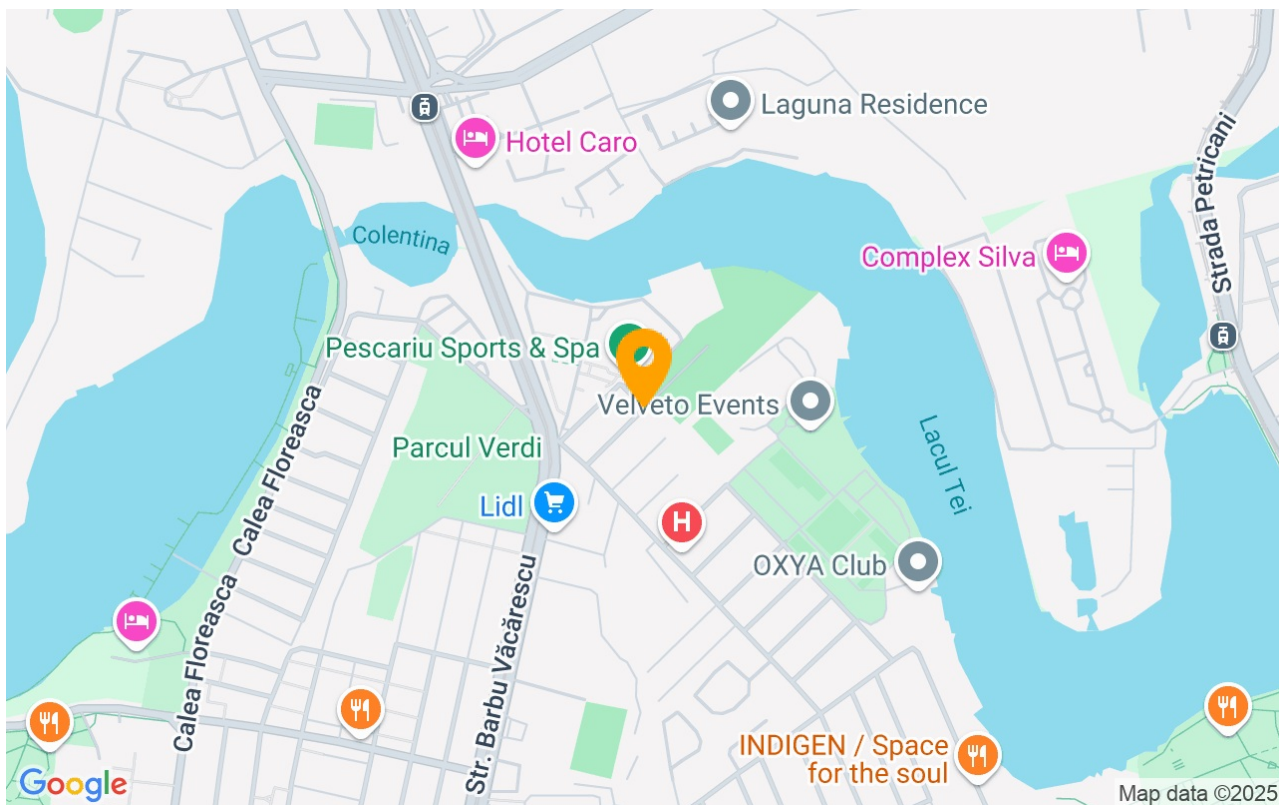 Laguna Residence
Hotel Caro
Strada Petricani
Colentina
Complex Silva
Pescariu Sports & Spa
Velveto Events
Calea Floreasca
Parcul Verdi
Lacul Tei
Lidl
H
OXYA Club
Str. Barbu Văcărescu
Calea Floreasca
INDIGEN / Space
for the soul
Google
Map data ©2025